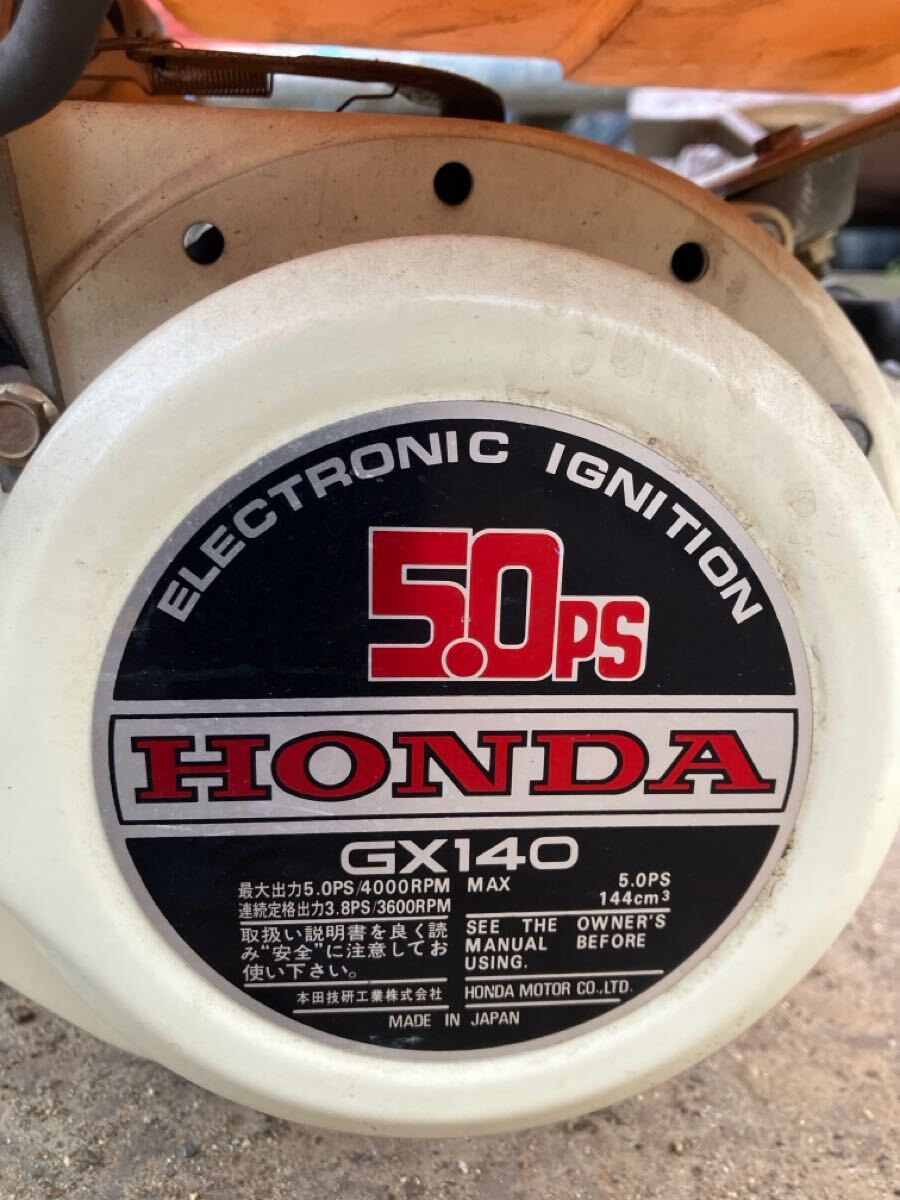 ELECTRONIC IGNITION
5.0PS
HONDA
GX140
最大出力5.0PS/4000RPM
連続定格出力3.8PS/3600RPM
取扱い説明書を良く読
み“安全”に注意してお
使い下さい。
本田技研工業株式会社
MAX 5.0PS
144cm³
SEE THE OWNER'S
MANUAL BEFORE
USING.
HONDA MOTOR CO.,LTD.
MADE IN JAPAN